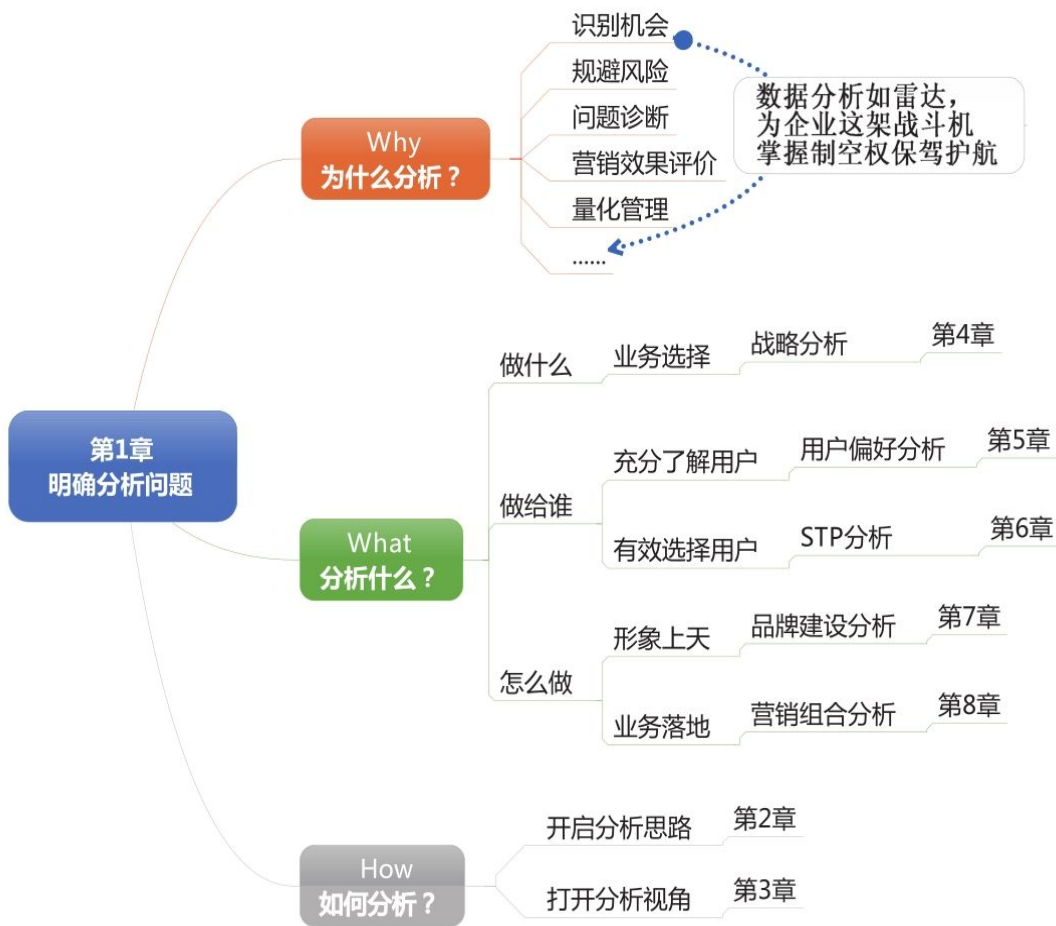 第1章
明确分析问题
Why
为什么分析？
识别机会
规避风险
问题诊断
营销效果评价
量化管理
......
数据分析如雷达，
为企业这架战斗机
掌握制空权保驾护航
What
分析什么？
做什么
业务选择
战略分析
第4章
做给谁
充分了解用户
用户偏好分析
第5章
有效选择用户
STP分析
第6章
怎么做
形象上天
品牌建设分析
第7章
业务落地
营销组合分析
第8章
How
如何分析？
开启分析思路
第2章
打开分析视角
第3章